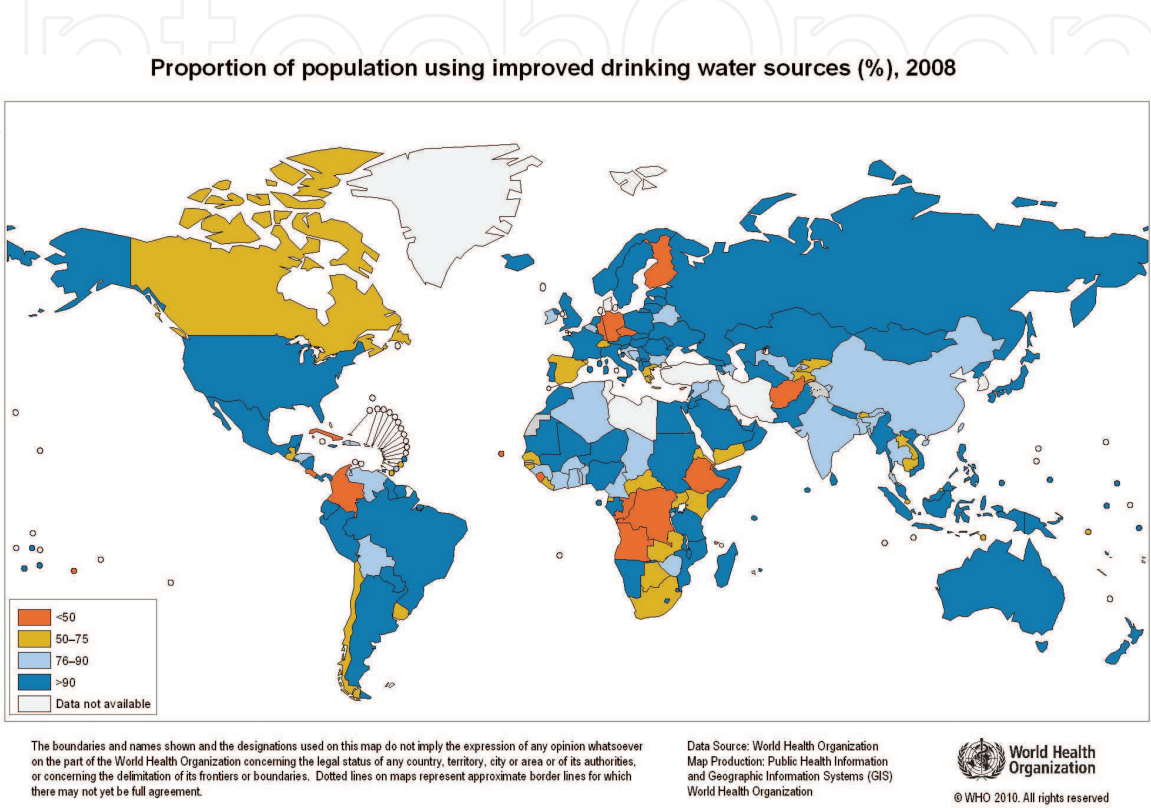 IntechOpen
Proportion of population using improved drinking water sources (%), 2008
<50
50–75
76–90
>90
Data not available
The boundaries and names shown and the designations used on this map do not imply the expression of any opinion whatsoever
on the part of the World Health Organization concerning the legal status of any country, territory, city or area or of its authorities,
or concerning the delimitation of its frontiers or boundaries. Dotted lines on maps represent approximate border lines for which
there may not yet be full agreement.
Data Source: World Health Organization
Map Production: Public Health Information
and Geographic Information Systems (GIS)
World Health Organization
World Health
Organization
© WHO 2010. All rights reserved